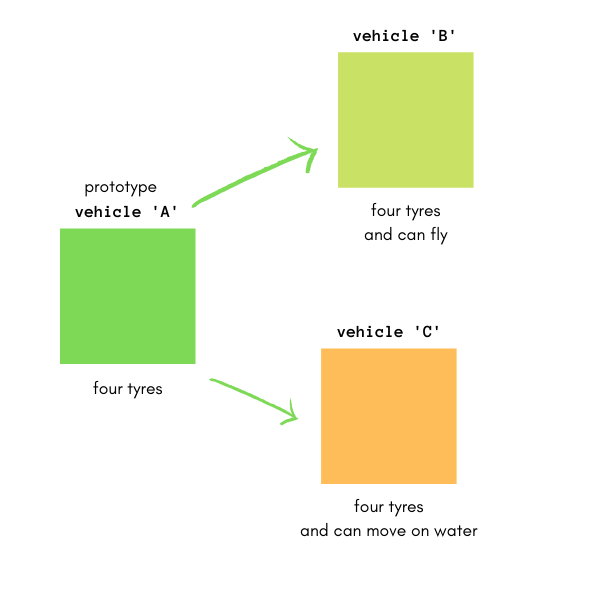 vehicle 'B'
four tyres
and can fly
prototype
vehicle 'A'
four tyres
vehicle 'C'
four tyres
and can move on water